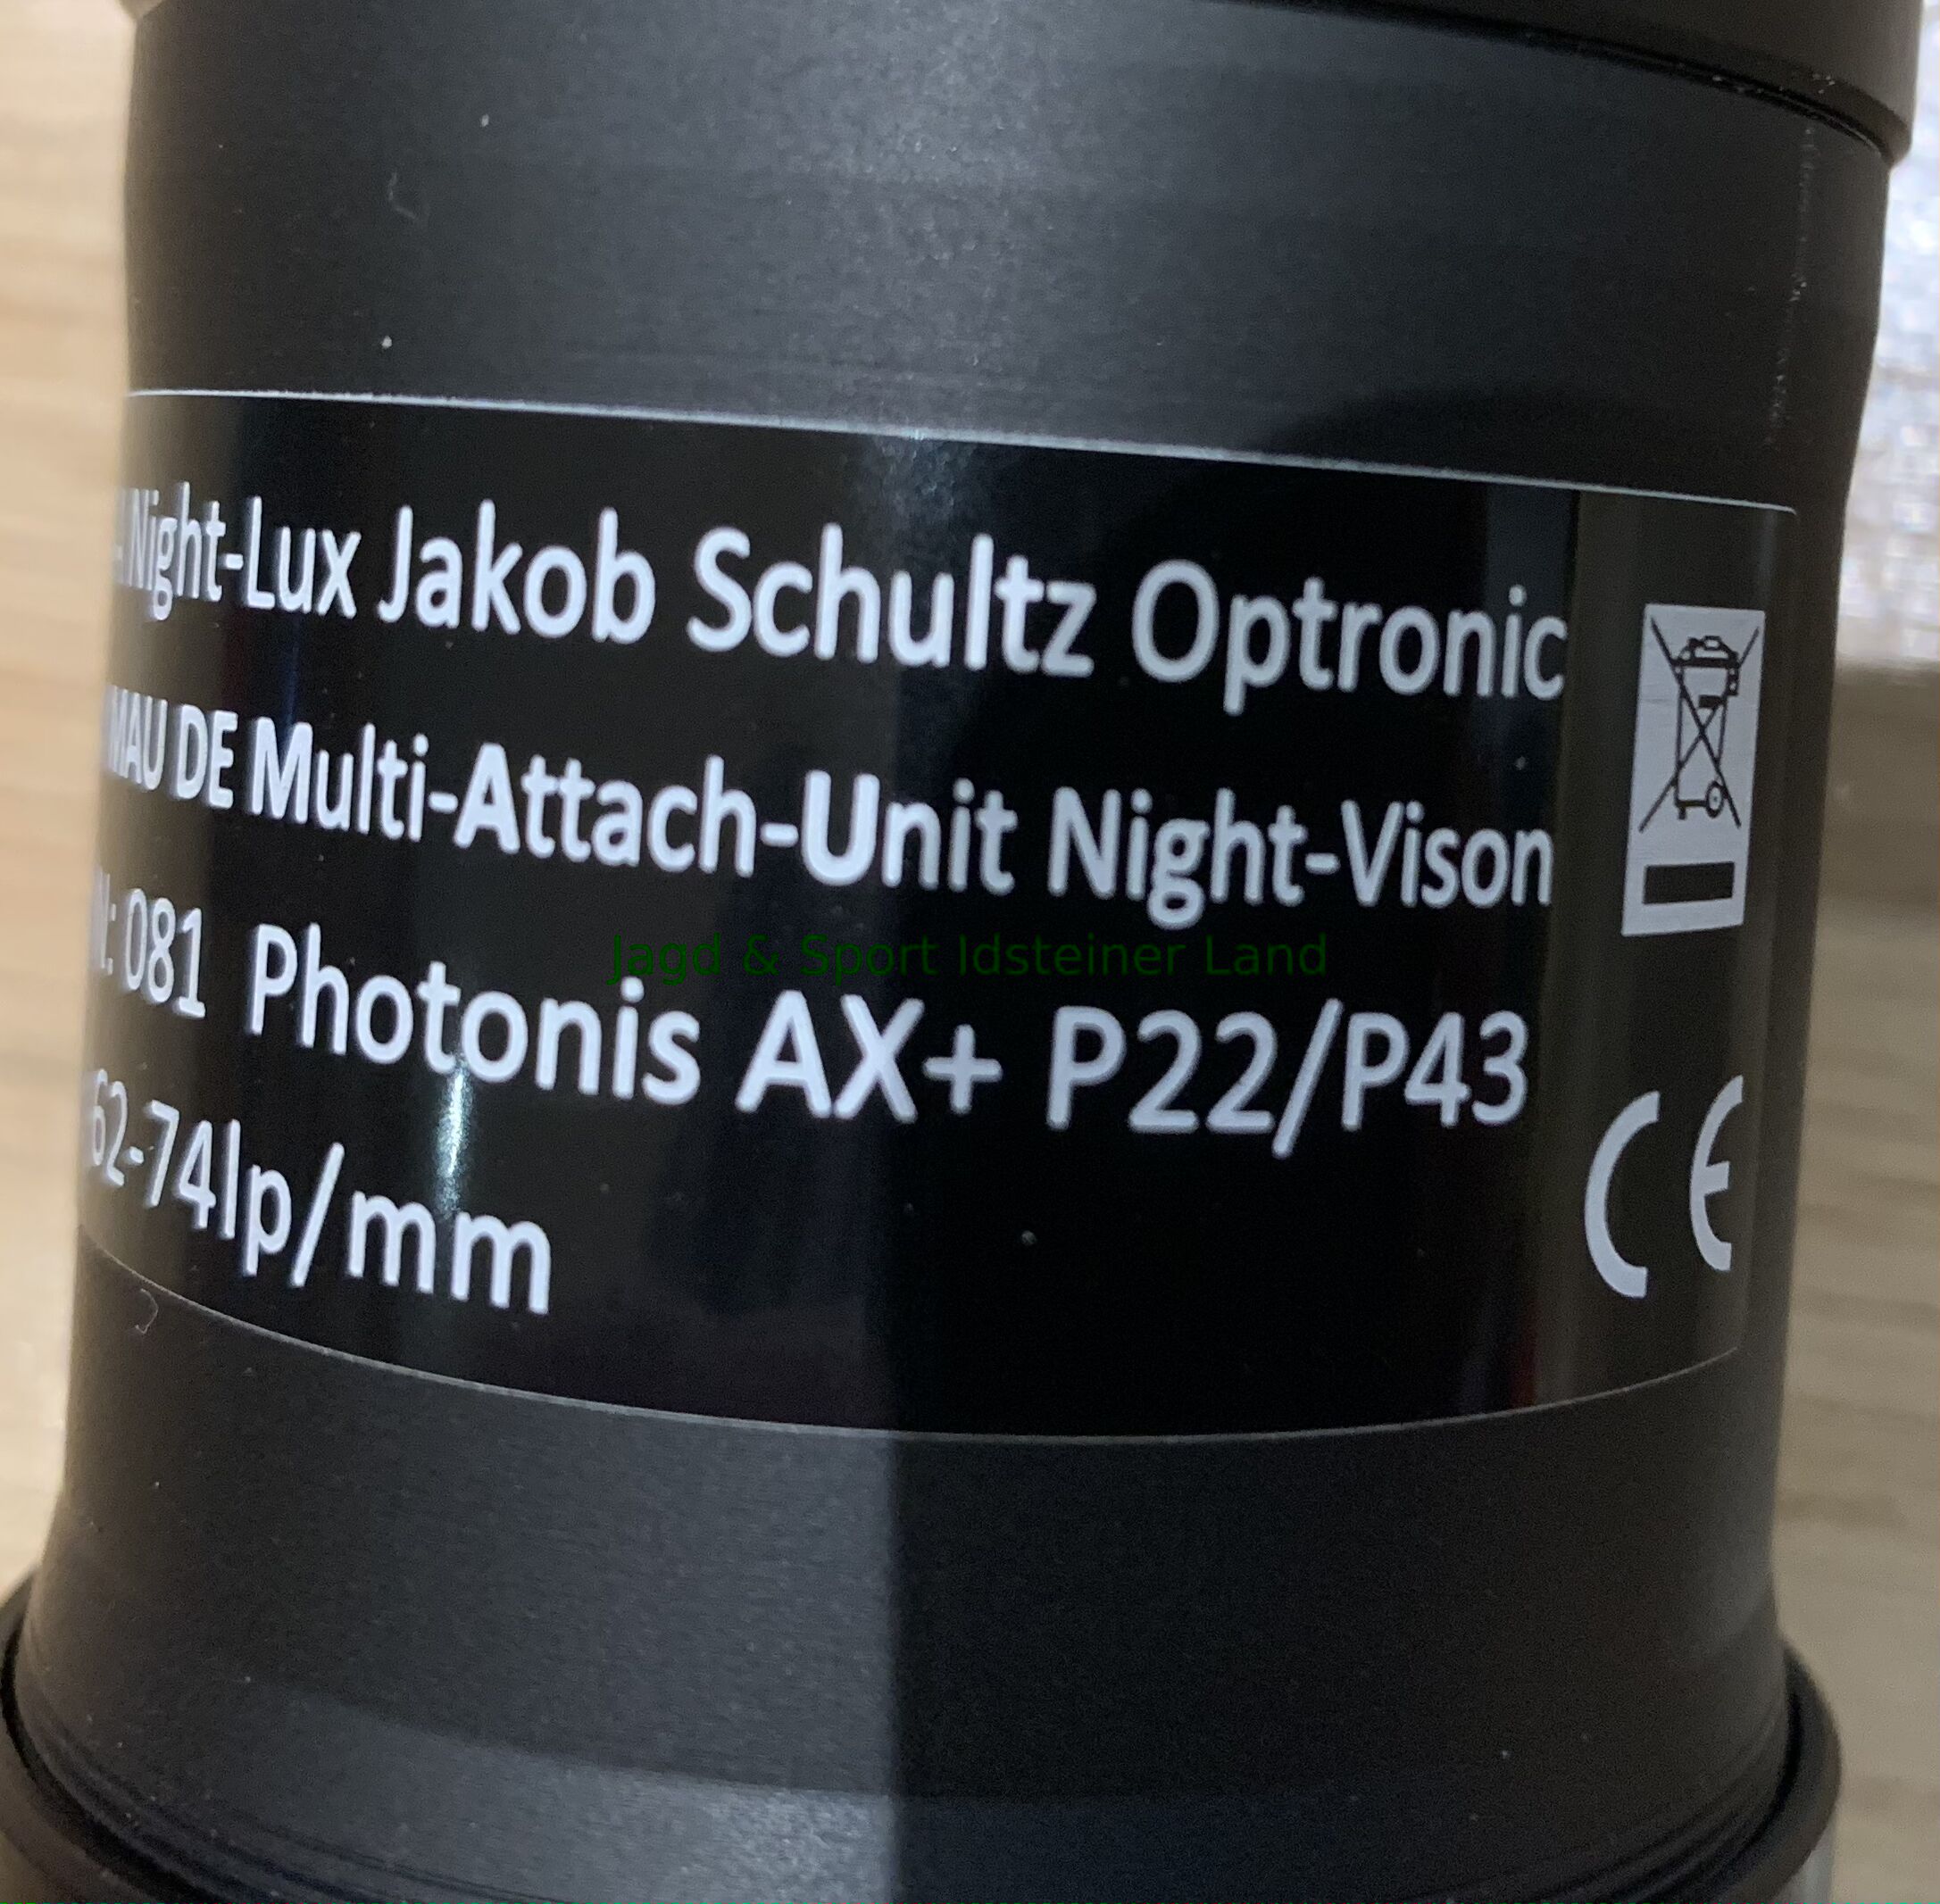 Night-Lux Jakob Schultz Optronic
MAU DE Multi-Attach-Unit Night-Vison
081 Photonis AX+ P22/P43
62-74lp/mm
CE
Jagd & Sport Idsteiner Land